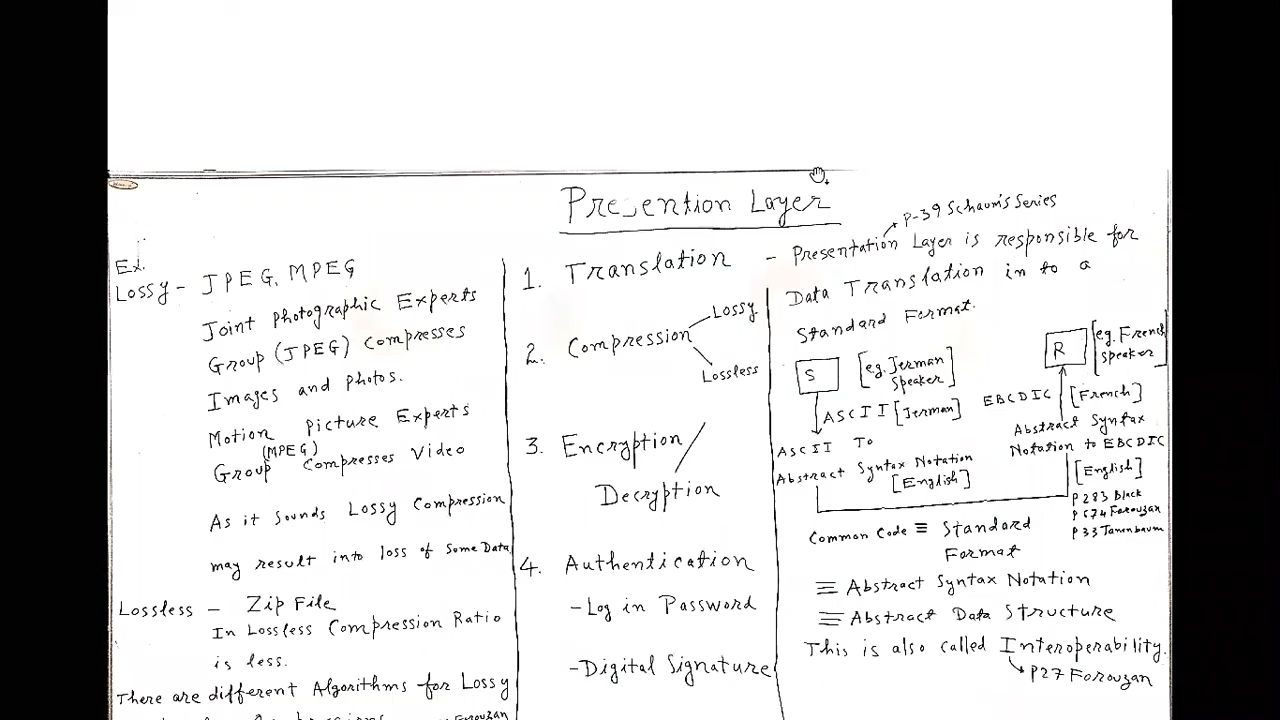 Presention Layer
Ex.
Lossy - JPEG, MPEG
Joint Photographic Experts
Group (JPEG) Compresses
Images and Photos.
Motion picture Experts
(MPEG)
Group Compresses Video
As it sounds Lossy Compression
may result into loss of Some Data
Lossless - Zip File
In Lossless Compression Ratio
is less.
There are different Algorithms for Lossy
Forouzan
1. Translation
2. Compression
Lossy
Lossless
3. Encryption/
Decryption
4. Authentication
-Log in Password
-Digital Signature
P-39 Schaum's Series
- Presentation Layer is responsible for
Data Translation in to a
Standard Format.
S [e.g. Jerman
speaker]
R [e.g. French
speaker]
ASCII [Jerman]
EBCDIC [French]
ASCII To
Abstract Syntax Notation
[English]
Abstract Syntax
Notation to EBCDIC
[English]
P 283 Black
P 674 Forouzan
P 33 Tanenbaum
Common Code ≡ Standard
Format
≡ Abstract Syntax Notation
≡ Abstract Data Structure
This is also called Interoperability.
P27 Forouzan